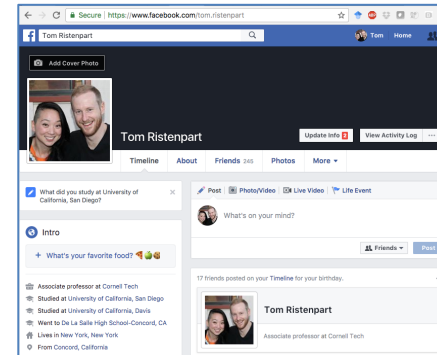 Secure https://www.facebook.com/tom.ristenpart
Tom Ristenpart
Tom Home
Add Cover Photo
Tom Ristenpart
Update Info 2 View Activity Log ...
Timeline About Friends 245 Photos More
What did you study at University of
California, San Diego?
Intro
+ What's your favorite food?
Associate professor at Cornell Tech
Studied at University of California, San Diego
Studied at University of California, Davis
Went to De La Salle High School-Concord, CA
Lives in New York, New York
From Concord, California
Post Photo/Video Live Video Life Event
What's on your mind?
Friends Post
17 friends posted on your Timeline for your birthday.
Tom Ristenpart
Associate professor at Cornell Tech